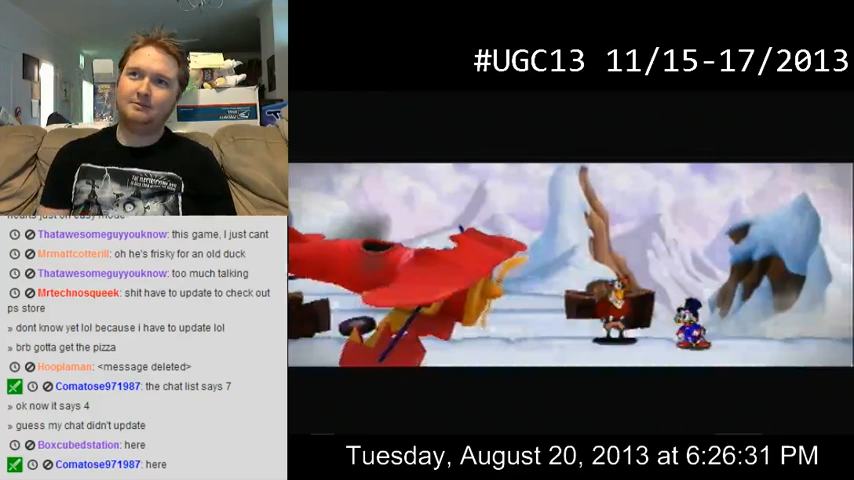 #UGC13 11/15-17/2013
hearts just on easy mode
Thatawesomeguyyouknow: this game, I just cant
Mrmattcotterill: oh he's frisky for an old duck
Thatawesomeguyyouknow: too much talking
Mrtechnosqueek: shit have to update to check out
ps store
» dont know yet lol because i have to update lol
» brb gotta get the pizza
Hooplaman: <message deleted>
Comatose971987: the chat list says 7
» ok now it says 4
» guess my chat didn't update
Boxcubedstation: here
Comatose971987: here
Tuesday, August 20, 2013 at 6:26:31 PM